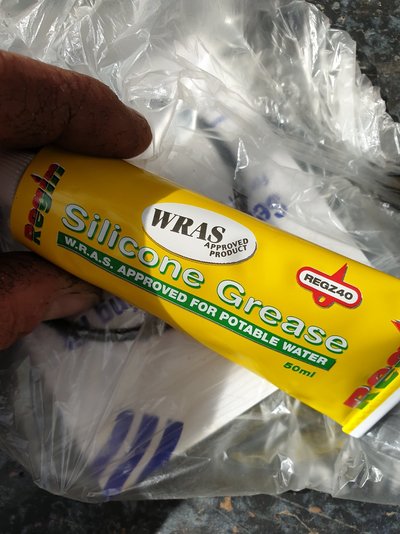 Regin
WRAS
APPROVED
PRODUCT
Silicone Grease
W.R.A.S. APPROVED FOR POTABLE WATER
REGZ40
50ml